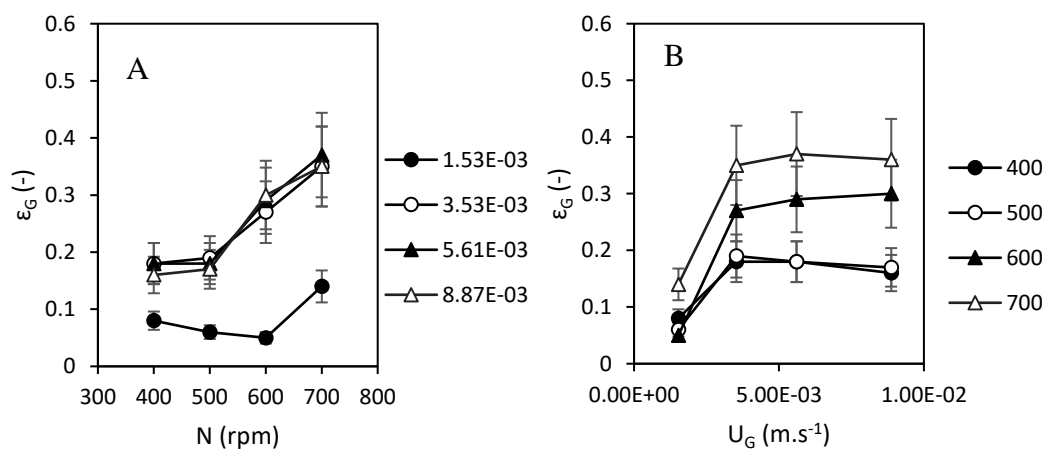 A
0.6
0.5
0.4
0.3
0.2
0.1
0
εG (-)
300 400 500 600 700 800
N (rpm)
1.53E-03
3.53E-03
5.61E-03
8.87E-03
B
0.6
0.5
0.4
0.3
0.2
0.1
0
εG (-)
0.00E+00 5.00E-03 1.00E-02
UG (m.s-1)
400
500
600
700